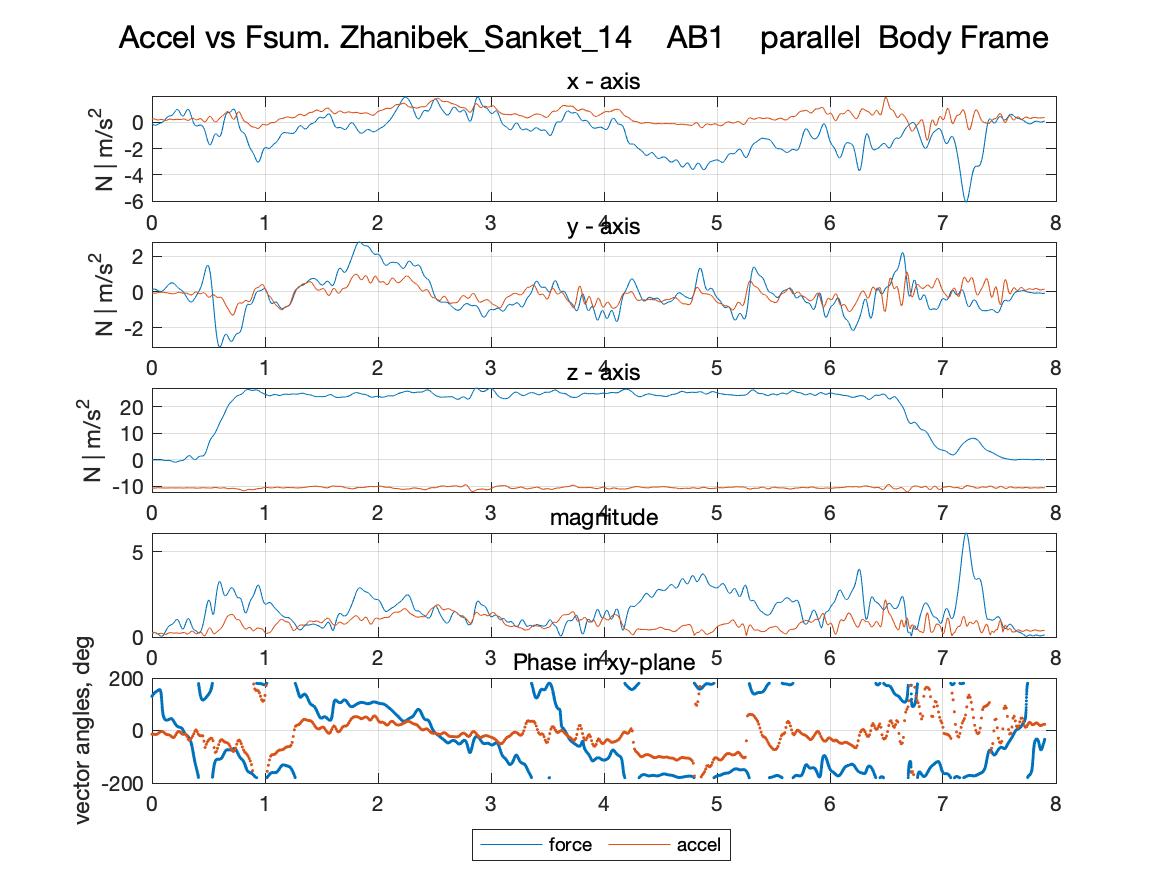 Accel vs Fsum. Zhanibek_Sanket_14 AB1 parallel Body Frame
x - axis
N | m/s2
0
-2
-4
-6
0 1 2 3 4 5 6 7 8
y - axis
N | m/s2
2
0
-2
0 1 2 3 4 5 6 7 8
z - axis
N | m/s2
20
10
0
-10
0 1 2 3 4 5 6 7 8
magnitude
5
0
0 1 2 3 4 5 6 7 8
Phase in xy-plane
vector angles, deg
200
0
-200
0 1 2 3 4 5 6 7 8
force accel